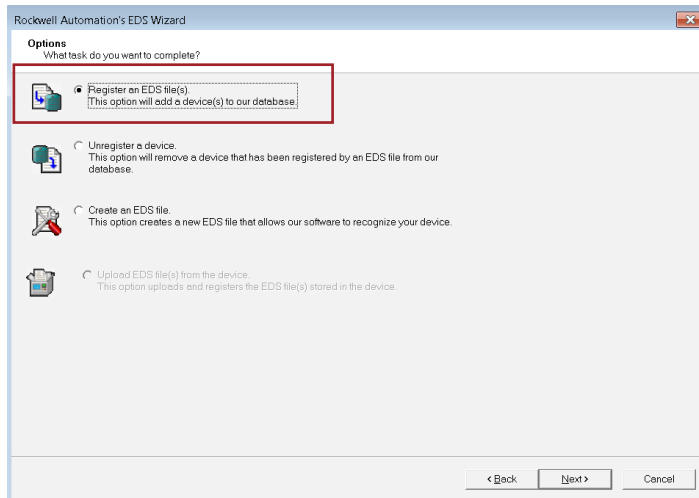 Rockwell Automation's EDS Wizard
Options
What task do you want to complete?
Register an EDS file(s).
This option will add a device(s) to our database.
Unregister a device.
This option will remove a device that has been registered by an EDS file from our
database.
Create an EDS file.
This option creates a new EDS file that allows our software to recognize your device.
Upload EDS file(s) from the device.
This option uploads and registers the EDS file(s) stored in the device.
< Back
Next >
Cancel